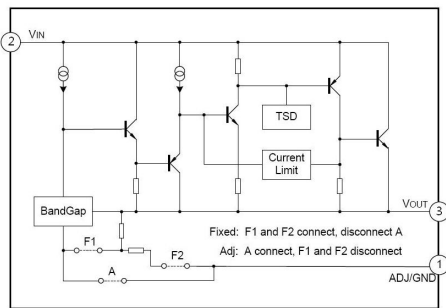 2
VIN
TSD
Current
Limit
BandGap
VOUT
3
F1
F2
A
Fixed: F1 and F2 connect, disconnect A
Adj: A connect, F1 and F2 disconnect
1
ADJ/GND